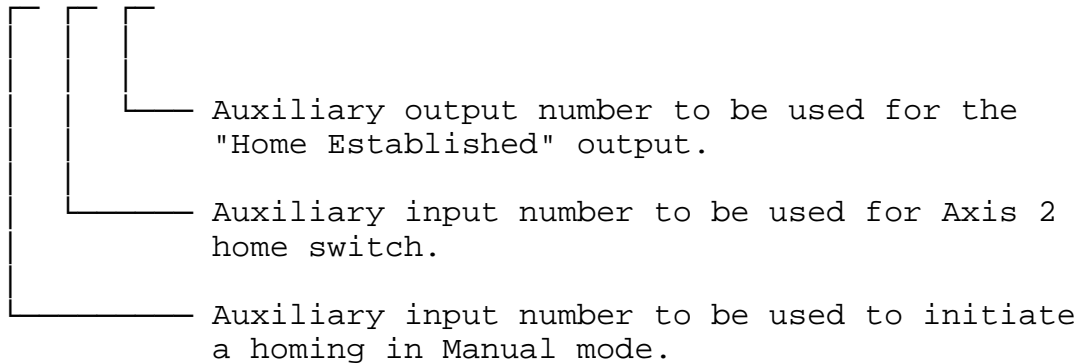 Auxiliary output number to be used for the
"Home Established" output.
Auxiliary input number to be used for Axis 2
home switch.
Auxiliary input number to be used to initiate
a homing in Manual mode.